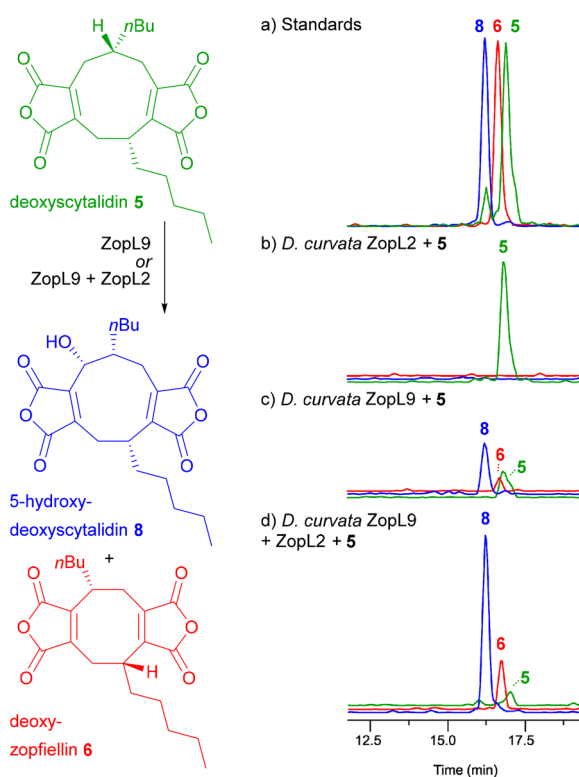 H
nBu
O
O
O
O
O
O
deoxyscytalidin 5
ZopL9
or
ZopL9 + ZopL2
HO
nBu
O
O
O
O
O
O
5-hydroxy-
deoxyscytalidin 8
+
nBu
O
O
O
O
O
O
H
deoxy-
zopfiellin 6
a) Standards
8 6 5
b) D. curvata ZopL2 + 5
5
c) D. curvata ZopL9 + 5
8
6
5
d) D. curvata ZopL9
+ ZopL2 + 5
8
6
5
12.5 15.0 17.5
Time (min)